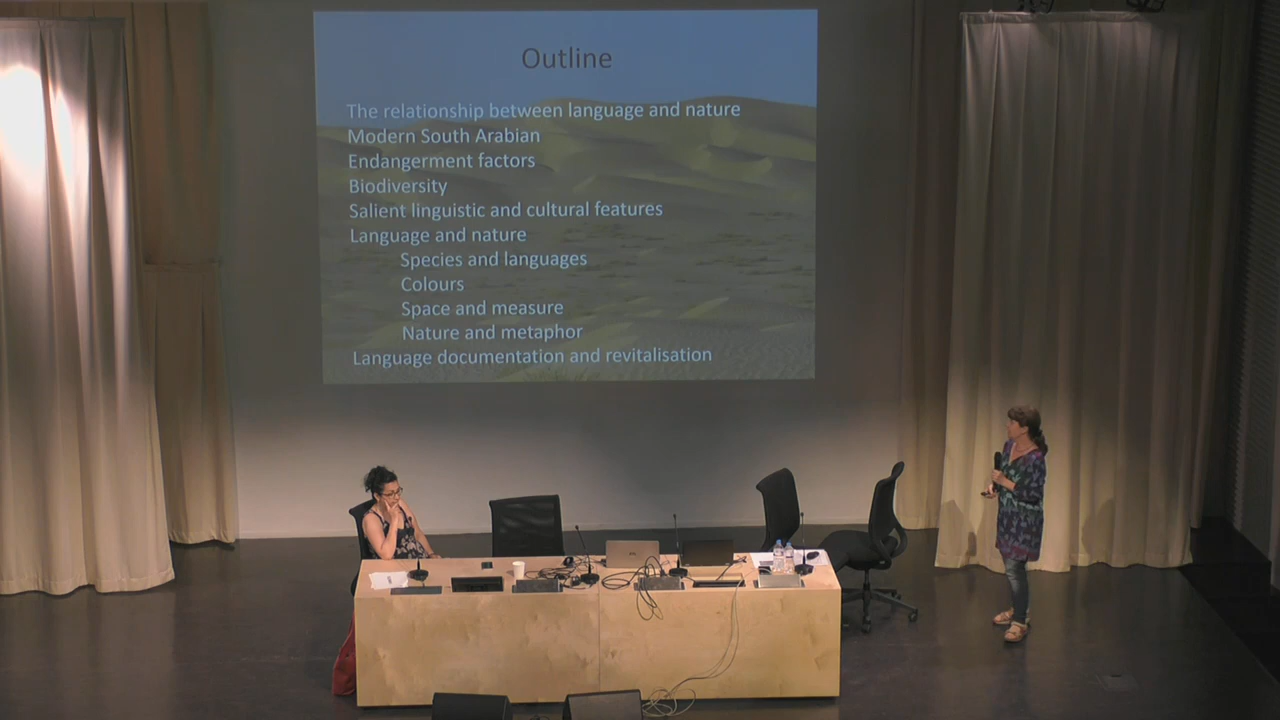 Outline
The relationship between language and nature
Modern South Arabian
Endangerment factors
Biodiversity
Salient linguistic and cultural features
Language and nature
Species and languages
Colours
Space and measure
Nature and metaphor
Language documentation and revitalisation